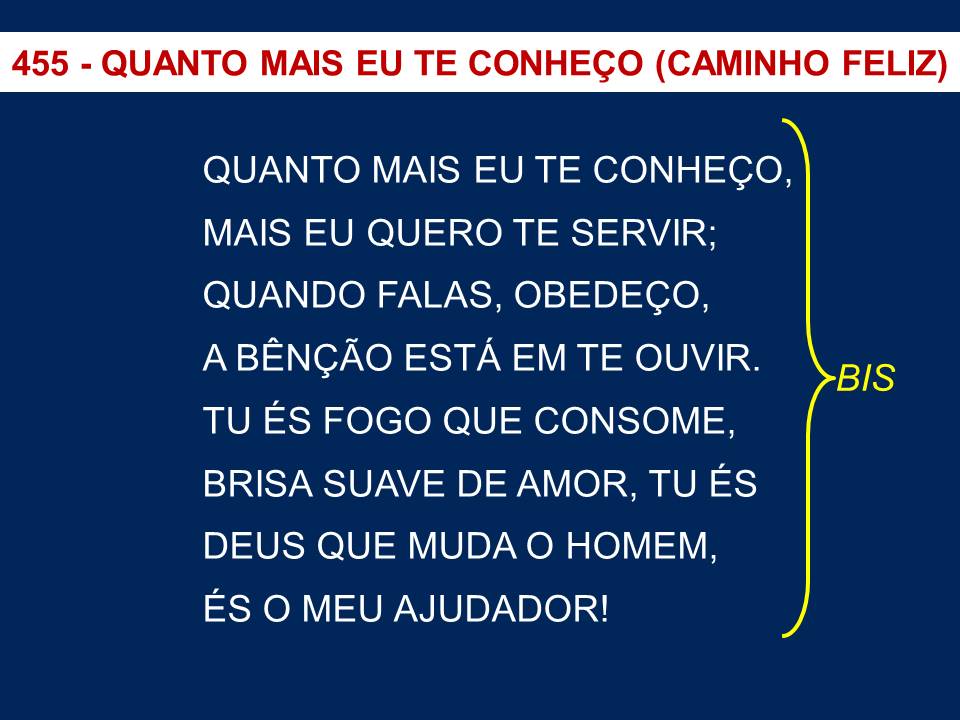 455 - QUANTO MAIS EU TE CONHEÇO (CAMINHO FELIZ)
QUANTO MAIS EU TE CONHEÇO,
MAIS EU QUERO TE SERVIR;
QUANDO FALAS, OBEDEÇO,
A BÊNÇÃO ESTÁ EM TE OUVIR.
TU ÉS FOGO QUE CONSOME,
BRISA SUAVE DE AMOR, TU ÉS
DEUS QUE MUDA O HOMEM,
ÉS O MEU AJUDADOR!
BIS